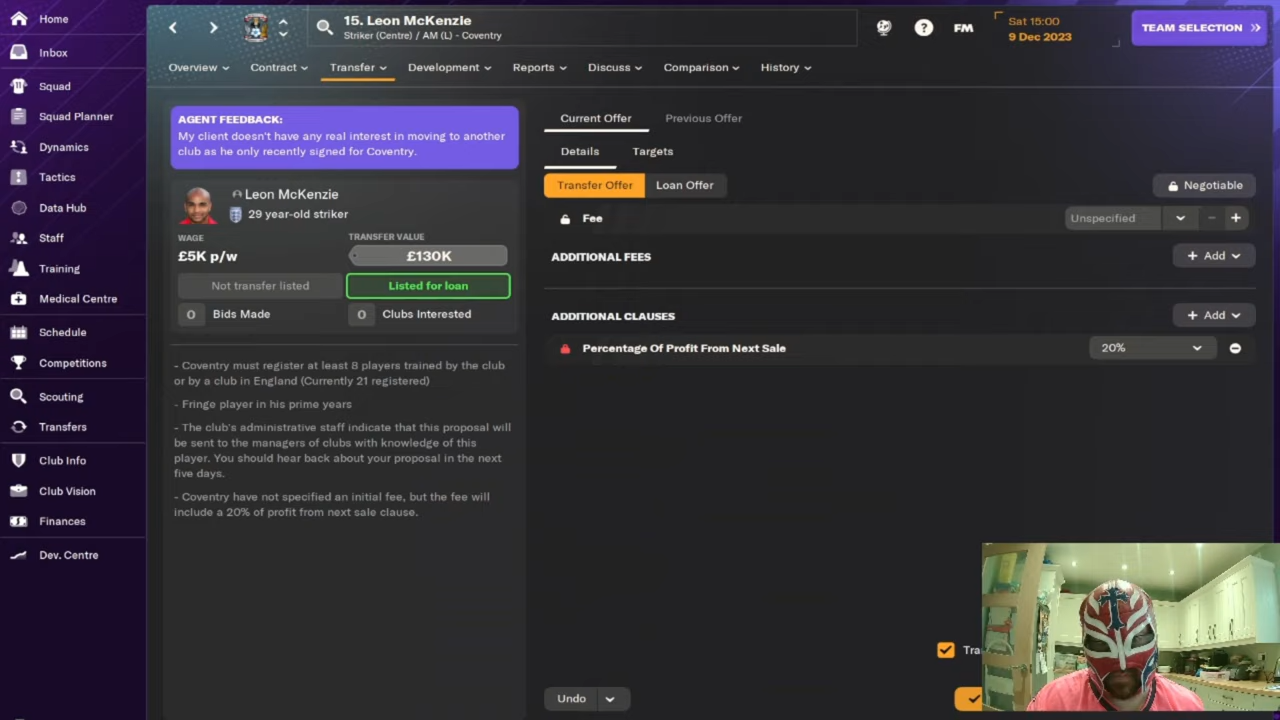 Home
Inbox
Squad
Squad Planner
Dynamics
Tactics
Data Hub
Staff
Training
Medical Centre
Schedule
Competitions
Scouting
Transfers
Club Info
Club Vision
Finances
Dev. Centre
15. Leon McKenzie
Striker (Centre) / AM (L) - Coventry
?
FM
Sat 15:00
9 Dec 2023
TEAM SELECTION
Overview
Contract
Transfer
Development
Reports
Discuss
Comparison
History
AGENT FEEDBACK:
My client doesn't have any real interest in moving to another
club as he only recently signed for Coventry.
Leon McKenzie
29 year-old striker
WAGE
£5K p/w
TRANSFER VALUE
£130K
Not transfer listed
Listed for loan
0 Bids Made
0 Clubs Interested
- Coventry must register at least 8 players trained by the club
or by a club in England (Currently 21 registered)
- Fringe player in his prime years
- The club's administrative staff indicate that this proposal will
be sent to the managers of clubs with knowledge of this
player. You should hear back about your proposal in the next
five days.
- Coventry have not specified an initial fee, but the fee will
include a 20% of profit from next sale clause.
Current Offer
Previous Offer
Details
Targets
Transfer Offer
Loan Offer
Negotiable
Fee
Unspecified
ADDITIONAL FEES
+ Add
ADDITIONAL CLAUSES
+ Add
Percentage Of Profit From Next Sale
20%
Undo